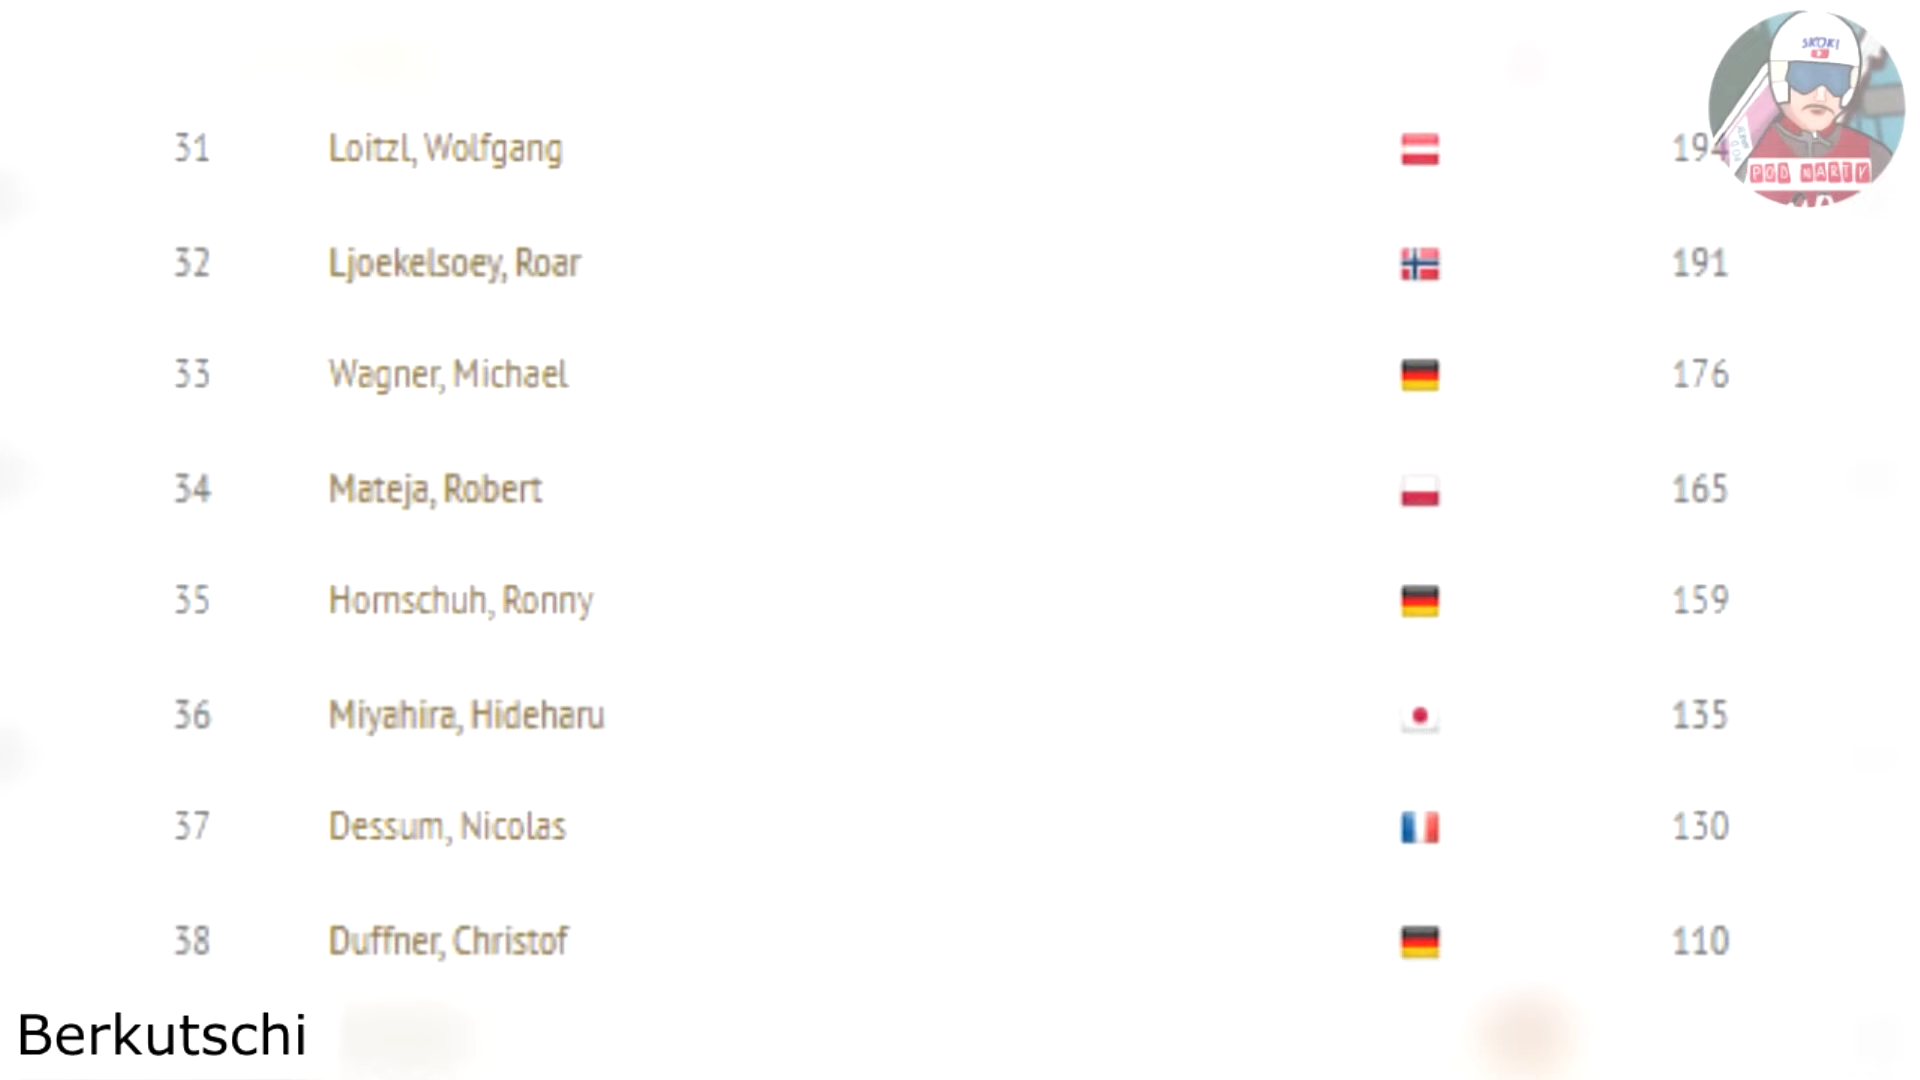 SKOKI
POD NARTY
31 Loitzl, Wolfgang 194
32 Ljoekelsoey, Roar 191
33 Wagner, Michael 176
34 Mateja, Robert 165
35 Hornschuh, Ronny 159
36 Miyahira, Hideharu 135
37 Dessum, Nicolas 130
38 Duffner, Christof 110
Berkutschi